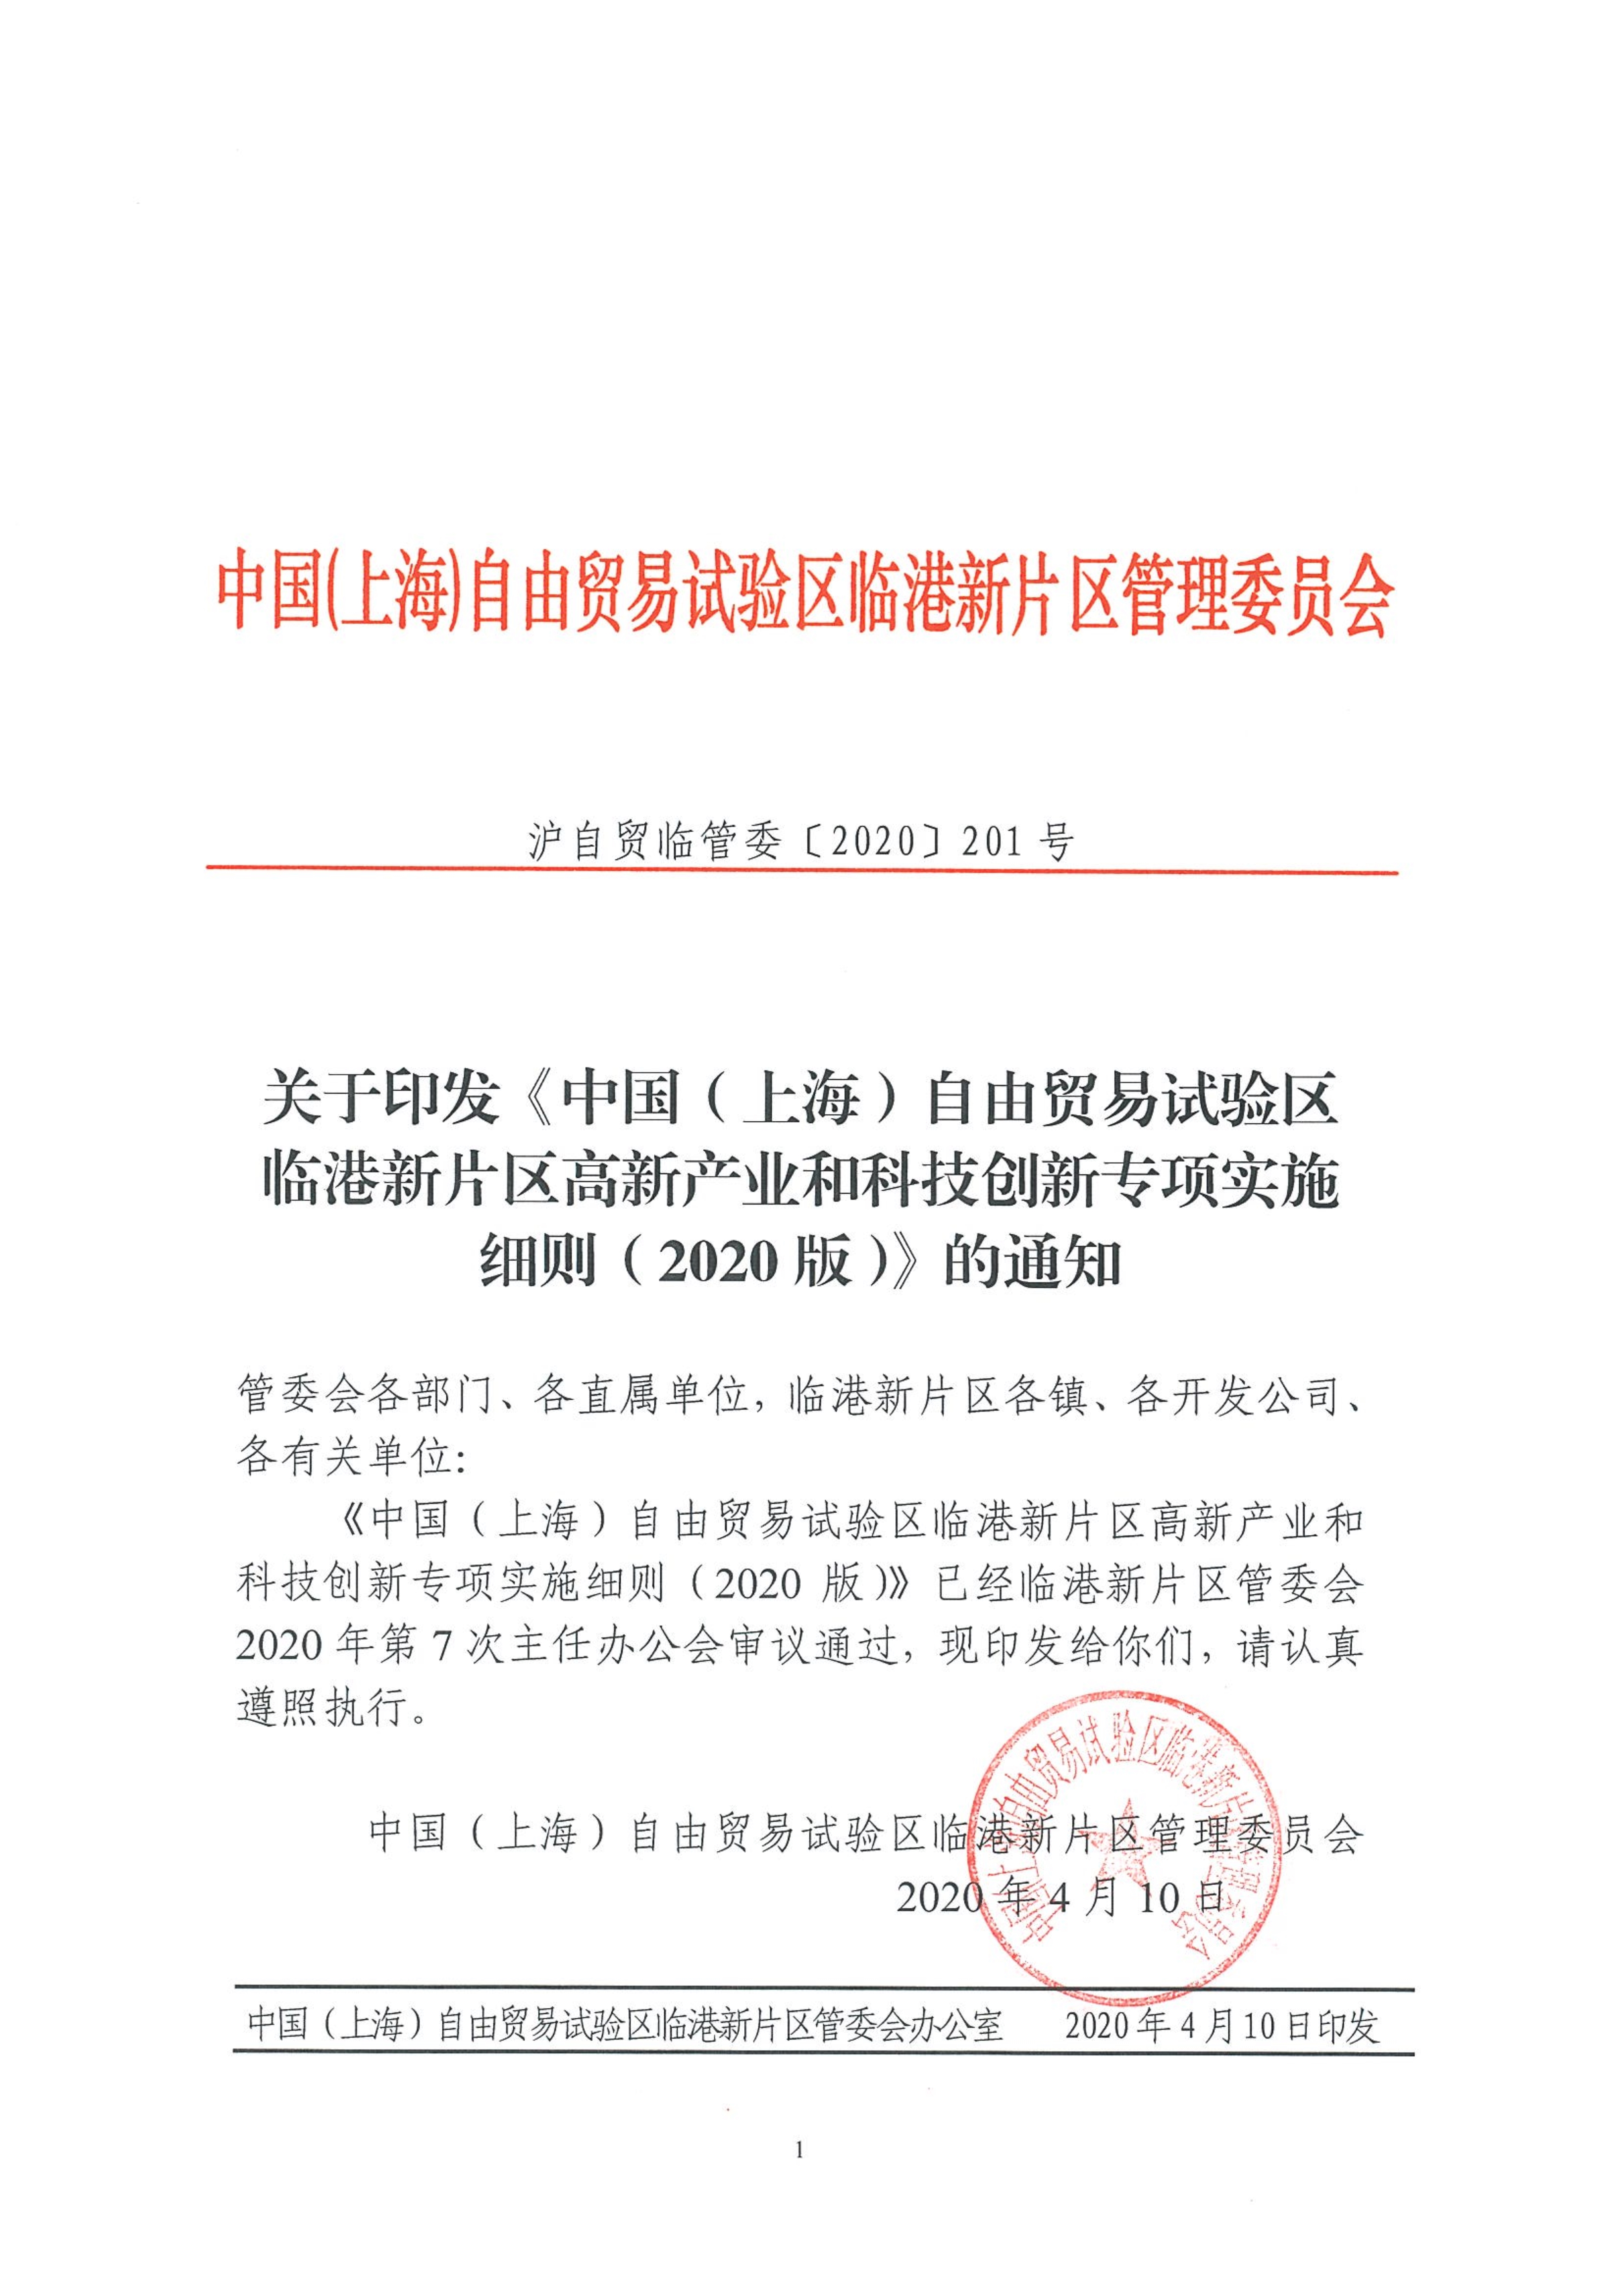 中国(上海)自由贸易试验区临港新片区管理委员会
沪自贸临管委〔2020〕201 号
关于印发《中国（上海）自由贸易试验区
临港新片区高新产业和科技创新专项实施
细则（2020 版）》的通知
管委会各部门、各直属单位，临港新片区各镇、各开发公司、
各有关单位：
《中国（上海）自由贸易试验区临港新片区高新产业和
科技创新专项实施细则（2020 版）》已经临港新片区管委会
2020 年第 7 次主任办公会审议通过，现印发给你们，请认真
遵照执行。
中国（上海）自由贸易试验区临港新片区管理委员会
2020 年 4 月 10 日
中国上海自由贸易试验区临港新片区管理委员会
中国（上海）自由贸易试验区临港新片区管委会办公室 2020 年 4 月 10 日印发
1